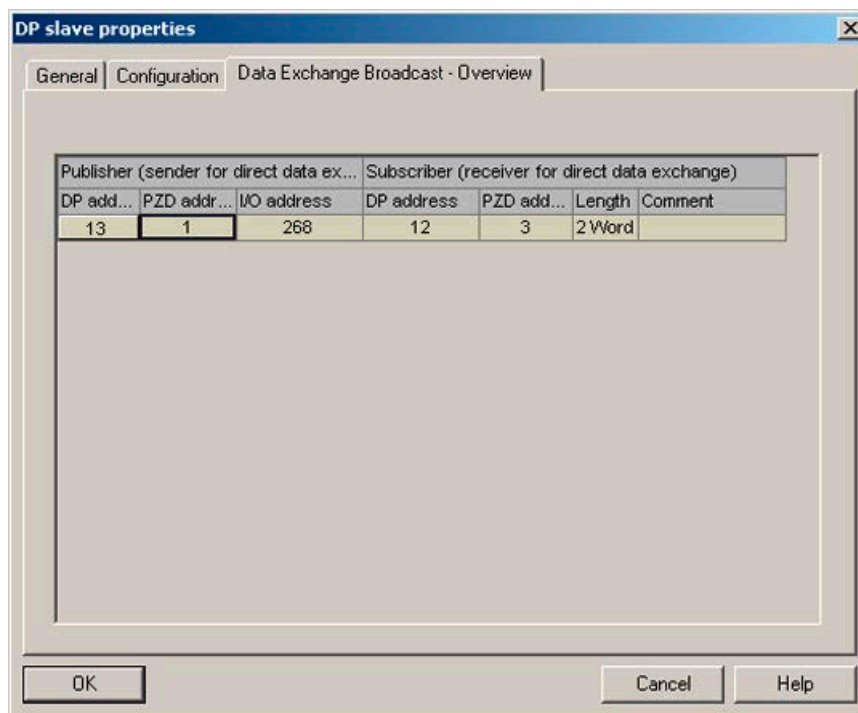 DP slave properties
General Configuration Data Exchange Broadcast - Overview
Publisher (sender for direct data ex... Subscriber (receiver for direct data exchange)
DP add... PZD addr... I/O address DP address PZD add... Length Comment
13 1 268 12 3 2 Word
OK Cancel Help